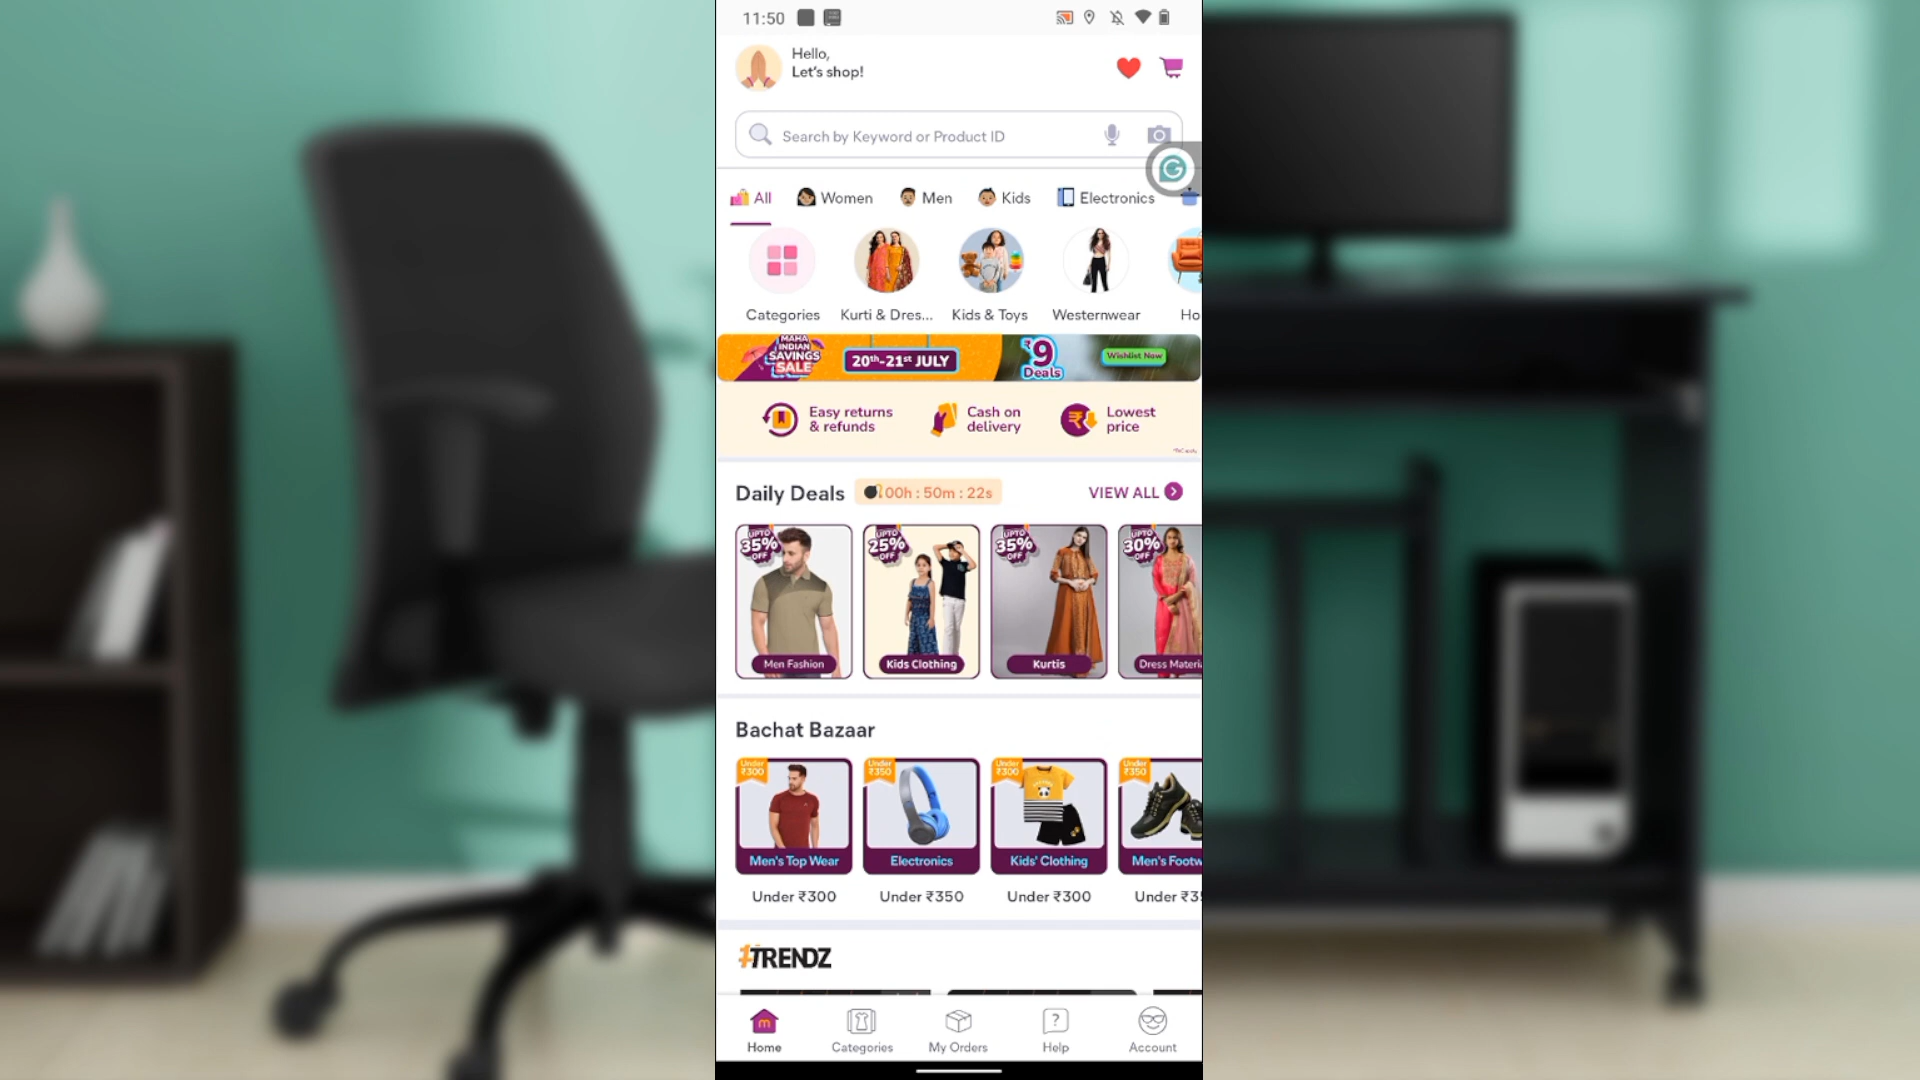 11:50
Hello,
Let's shop!
Search by Keyword or Product ID
All
Women
Men
Kids
Electronics
Categories
Kurti & Dres...
Kids & Toys
Westernwear
Ho
MAHA
INDIAN
SAVINGS
SALE
20th-21st JULY
₹9
Deals
Wishlist Now
Easy returns
& refunds
Cash on
delivery
Lowest
price
Daily Deals
00h : 50m : 22s
VIEW ALL
UPTO
35%
OFF
Men Fashion
UPTO
25%
OFF
Kids Clothing
UPTO
35%
OFF
Kurtis
UPTO
30%
OFF
Dress Materi
Bachat Bazaar
Under
₹300
Men's Top Wear
Under ₹300
Under
₹350
Electronics
Under ₹350
Under
₹300
Kids' Clothing
Under ₹300
Under
₹350
Men's Footw
Under ₹3
#TRENDZ
Home
Categories
My Orders
Help
Account